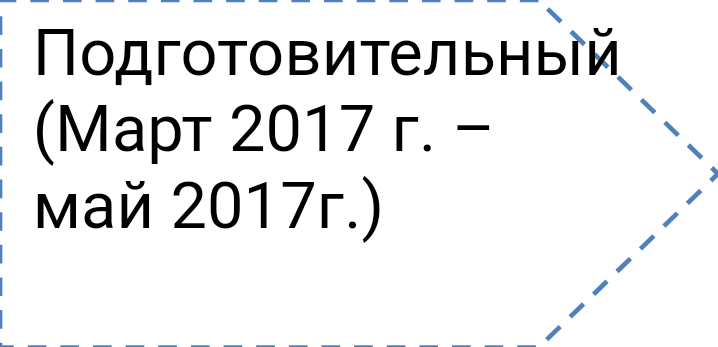 Подготовительный
(Март 2017 г. –
май 2017г.)